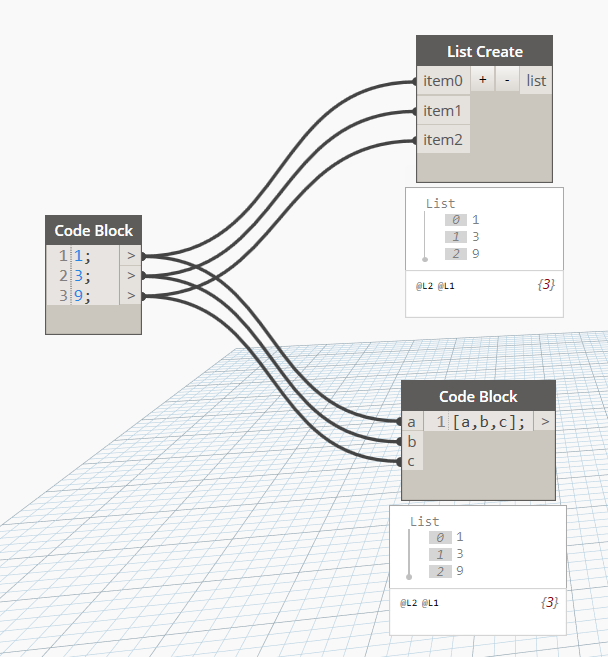 List Create
item0 + - list
item1
item2
List
0 1
1 3
2 9
@L2 @L1 {3}
Code Block
1 1; >
2 3; >
3 9; >
Code Block
a 1 [a,b,c]; >
b
c
List
0 1
1 3
2 9
@L2 @L1 {3}